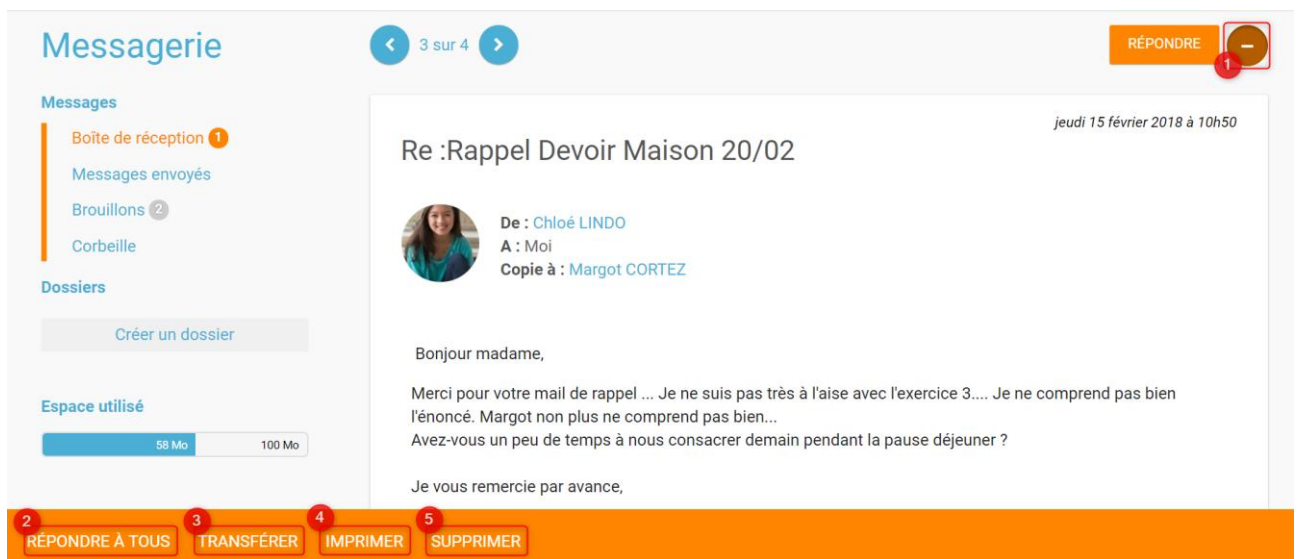 Messagerie
3 sur 4
RÉPONDRE
1
Messages
Boîte de réception 1
Messages envoyés
Brouillons 2
Corbeille
Dossiers
Créer un dossier
Espace utilisé
58 Mo 100 Mo
jeudi 15 février 2018 à 10h50
Re :Rappel Devoir Maison 20/02
De : Chloé LINDO
A : Moi
Copie à : Margot CORTEZ
Bonjour madame,
Merci pour votre mail de rappel ... Je ne suis pas très à l'aise avec l'exercice 3.... Je ne comprend pas bien
l'énoncé. Margot non plus ne comprend pas bien...
Avez-vous un peu de temps à nous consacrer demain pendant la pause déjeuner ?
Je vous remercie par avance,
2 3 4 5
RÉPONDRE À TOUS TRANSFÉRER IMPRIMER SUPPRIMER